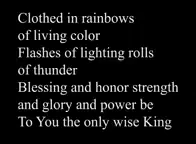 Clothed in rainbows
of living color
Flashes of lighting rolls
of thunder
Blessing and honor strength
and glory and power be
To You the only wise King